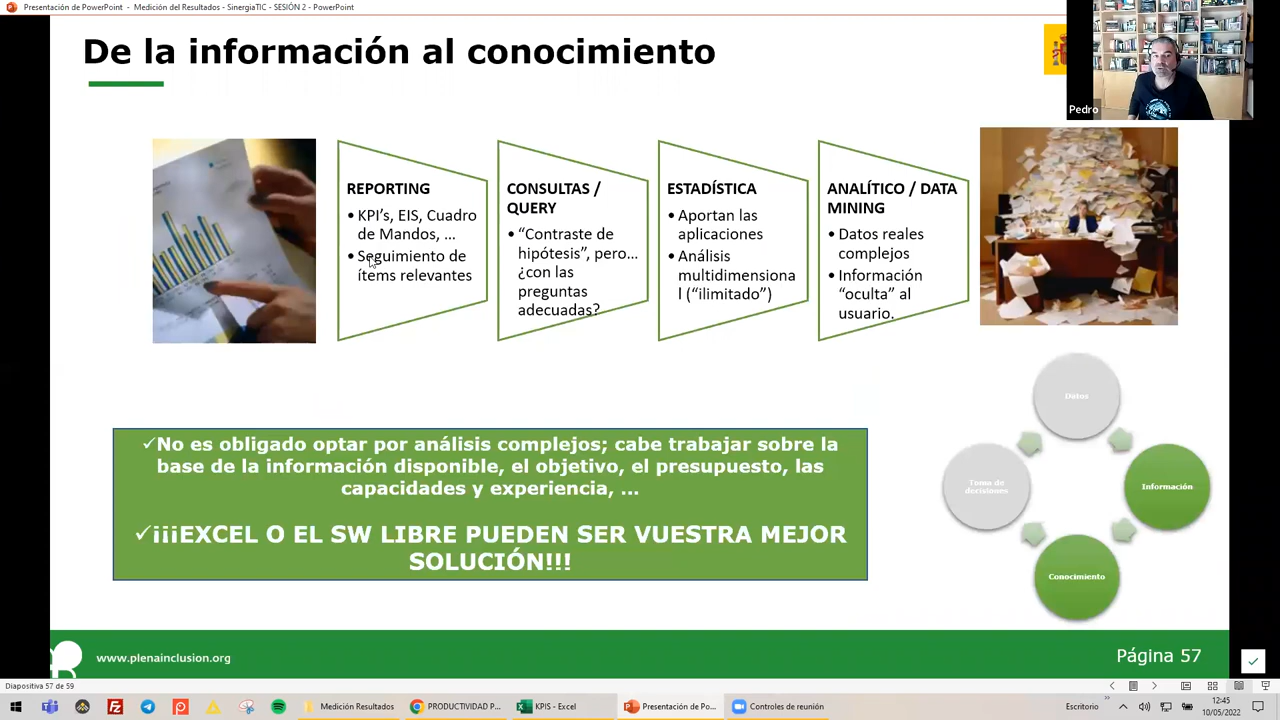 Presentación de PowerPoint - Medición del Resultados - SinergiaTIC - SESIÓN 2 - PowerPoint
De la información al conocimiento
Pedro
REPORTING
• KPI’s, EIS, Cuadro
de Mandos, ...
• Seguimiento de
ítems relevantes
CONSULTAS /
QUERY
• “Contraste de
hipótesis”, pero...
¿con las
preguntas
adecuadas?
ESTADÍSTICA
• Aportan las
aplicaciones
• Análisis
multidimensiona
l (“ilimitado”)
ANALÍTICO / DATA
MINING
• Datos reales
complejos
• Información
“oculta” al
usuario.
✓No es obligado optar por análisis complejos; cabe trabajar sobre la
base de la información disponible, el objetivo, el presupuesto, las
capacidades y experiencia, ...
✓¡¡¡EXCEL O EL SW LIBRE PUEDEN SER VUESTRA MEJOR
SOLUCIÓN!!!
Datos
Información
Conocimiento
Toma de
decisiones
www.plenainclusion.org
Página 57
Diapositiva 57 de 59
Medición Resultados
PRODUCTIVIDAD P...
KPIS - Excel
Presentación de Po...
Controles de reunión
Escritorio
12:45
10/05/2022